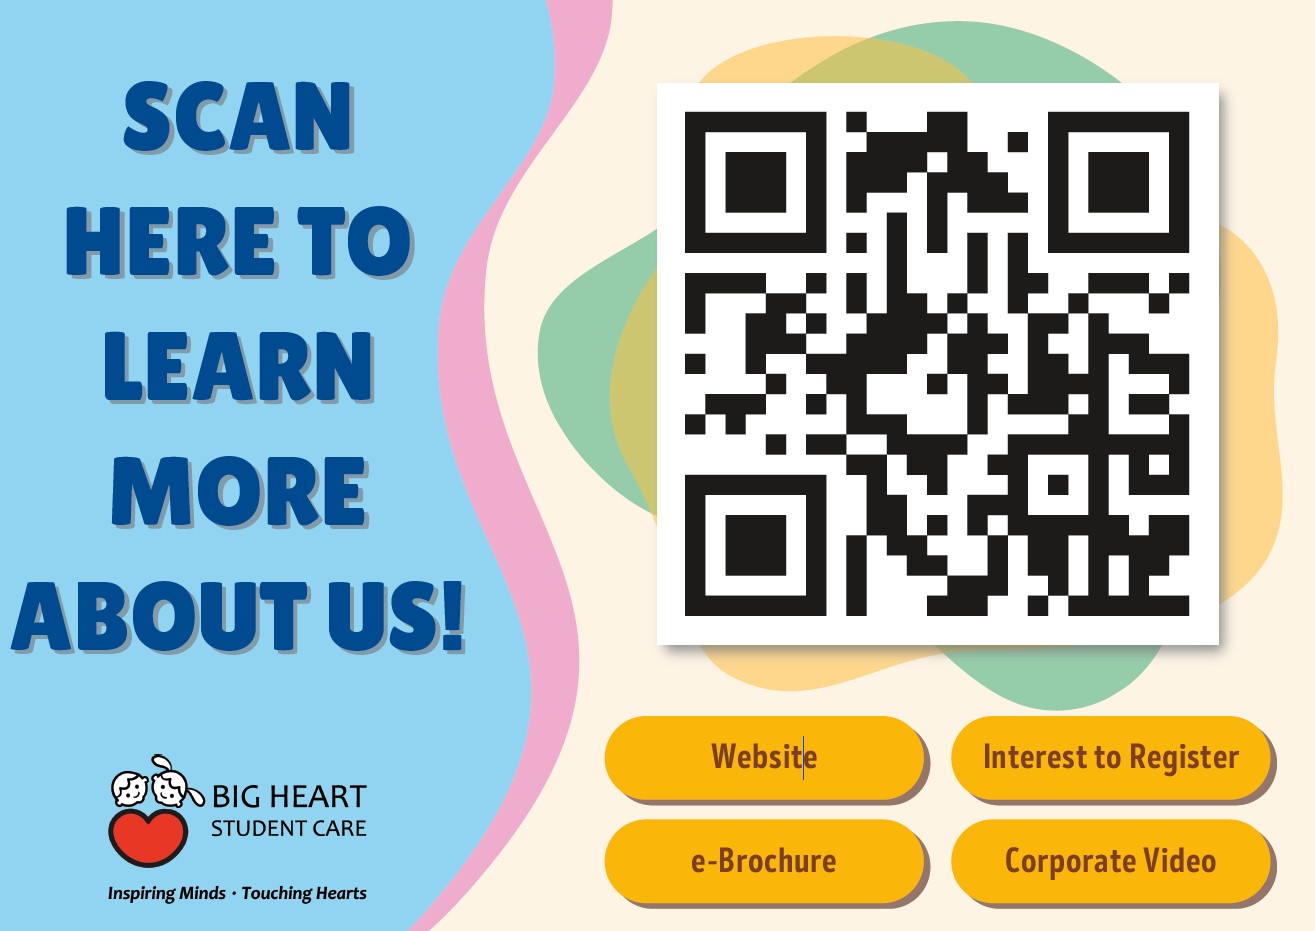 SCAN
HERE TO
LEARN
MORE
ABOUT US!
BIG HEART
STUDENT CARE
Inspiring Minds · Touching Hearts
Website
Interest to Register
e-Brochure
Corporate Video